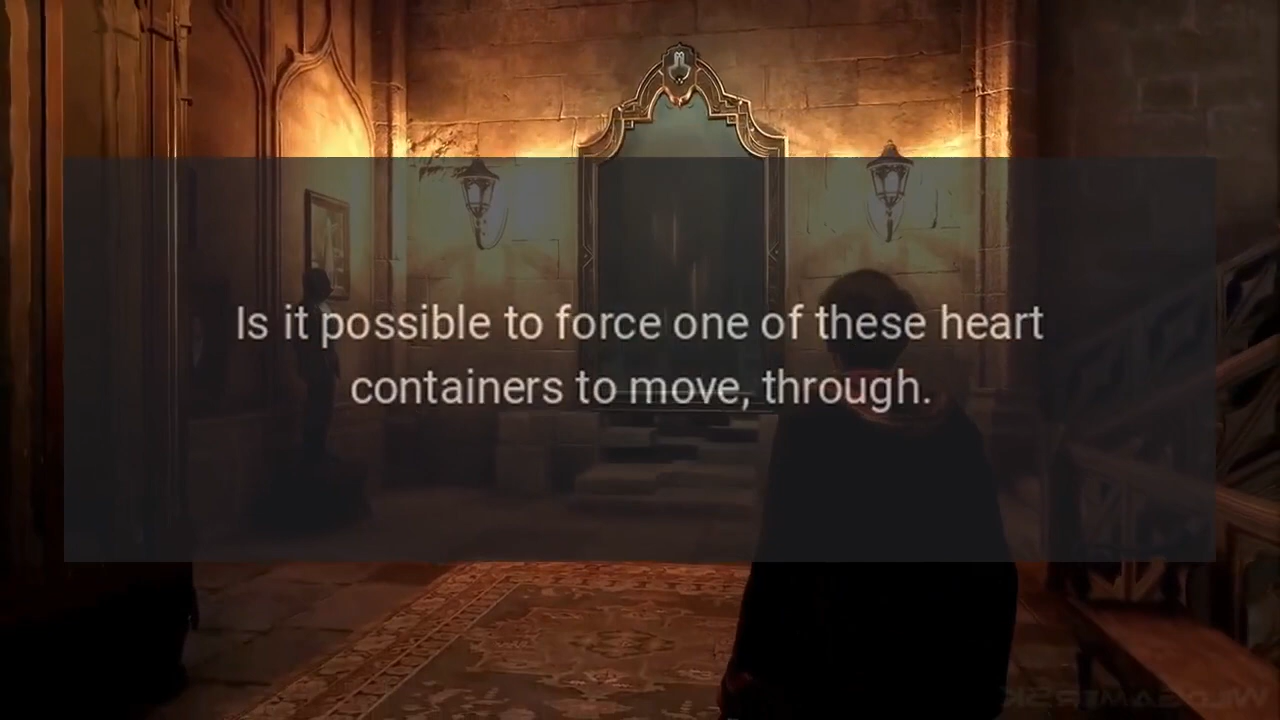 Is it possible to force one of these heart
containers to move, through.